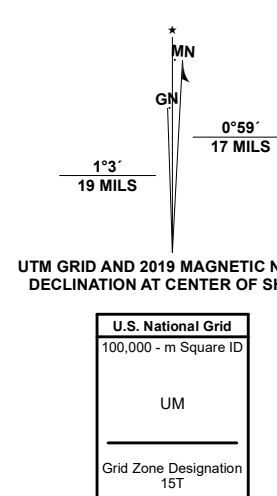 ★
MN
GN
0°59´
17 MILS
1°3´
19 MILS
UTM GRID AND 2019 MAGNETIC
DECLINATION AT CENTER OF
U.S. National Grid
100,000 - m Square ID
UM
Grid Zone Designation
15T